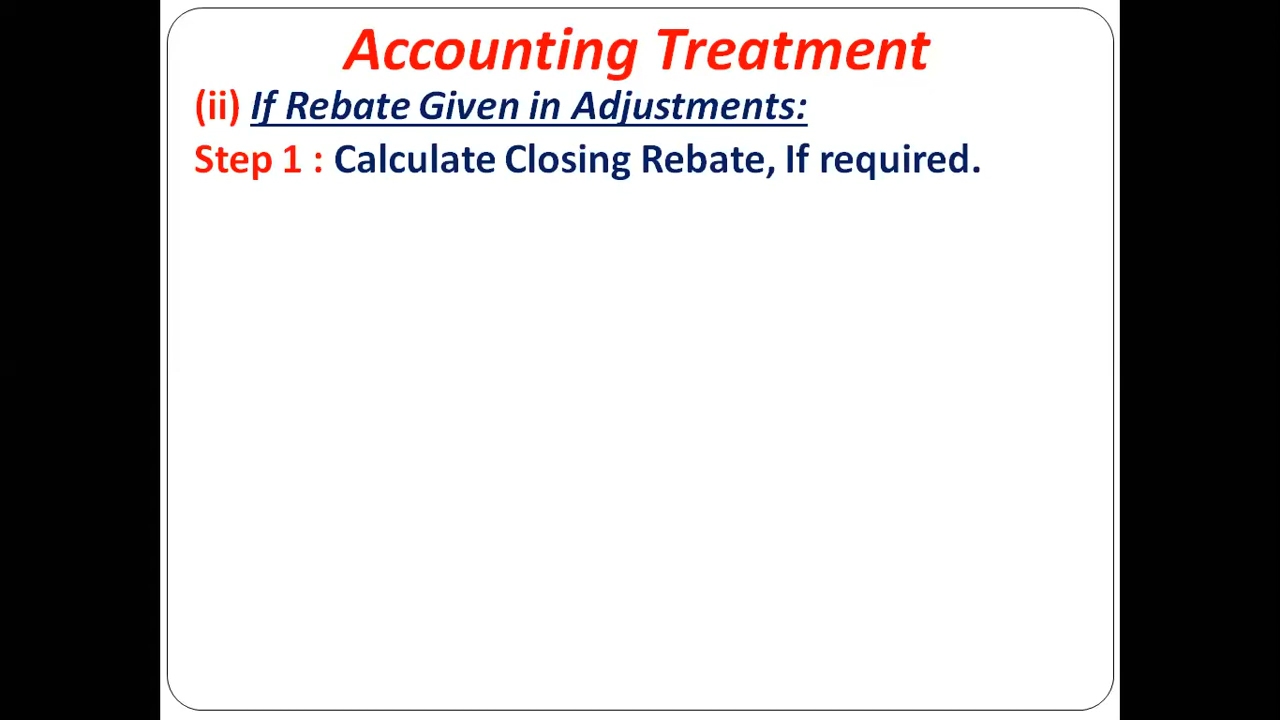 Accounting Treatment
(ii) If Rebate Given in Adjustments:
Step 1 : Calculate Closing Rebate, If required.